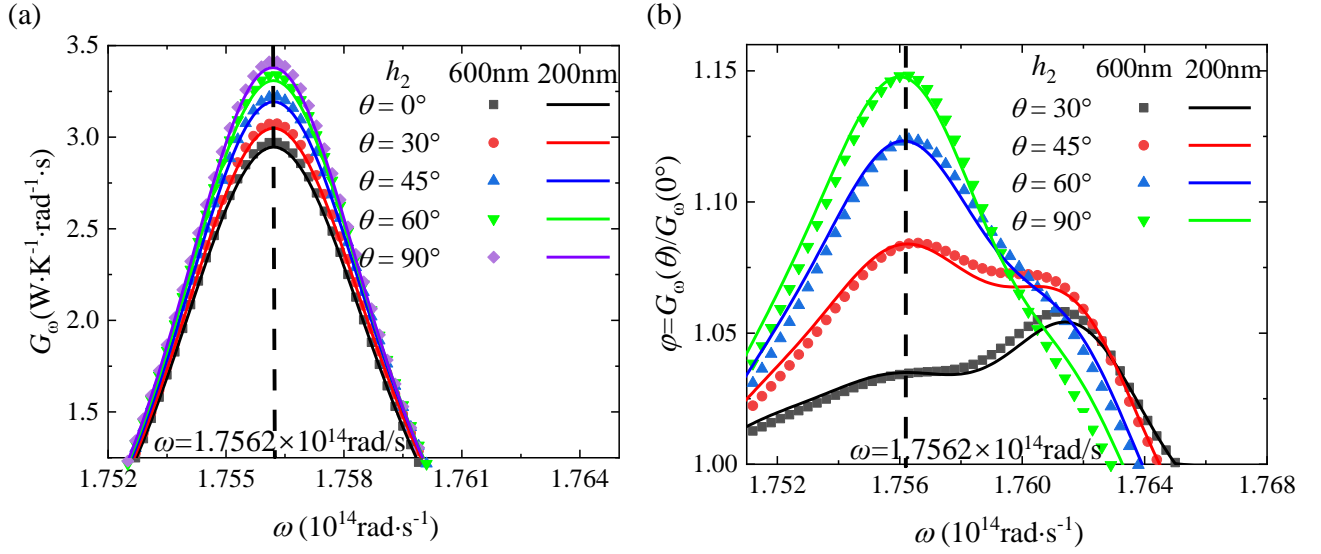 (a)
3.5
3.0
2.5
2.0
1.5
G_ω(W·K⁻¹·rad⁻¹·s)
h₂ 600nm 200nm
θ = 0°
θ = 30°
θ = 45°
θ = 60°
θ = 90°
ω=1.7562×10¹⁴rad/s
1.752 1.755 1.758 1.761 1.764
ω (10¹⁴rad·s⁻¹)
(b)
1.15
1.10
1.05
1.00
φ=G_ω(θ)/G_ω(0°)
h₂ 600nm 200nm
θ = 30°
θ = 45°
θ = 60°
θ = 90°
ω=1.7562×10¹⁴rad/s
1.752 1.756 1.760 1.764 1.768
ω (10¹⁴rad·s⁻¹)